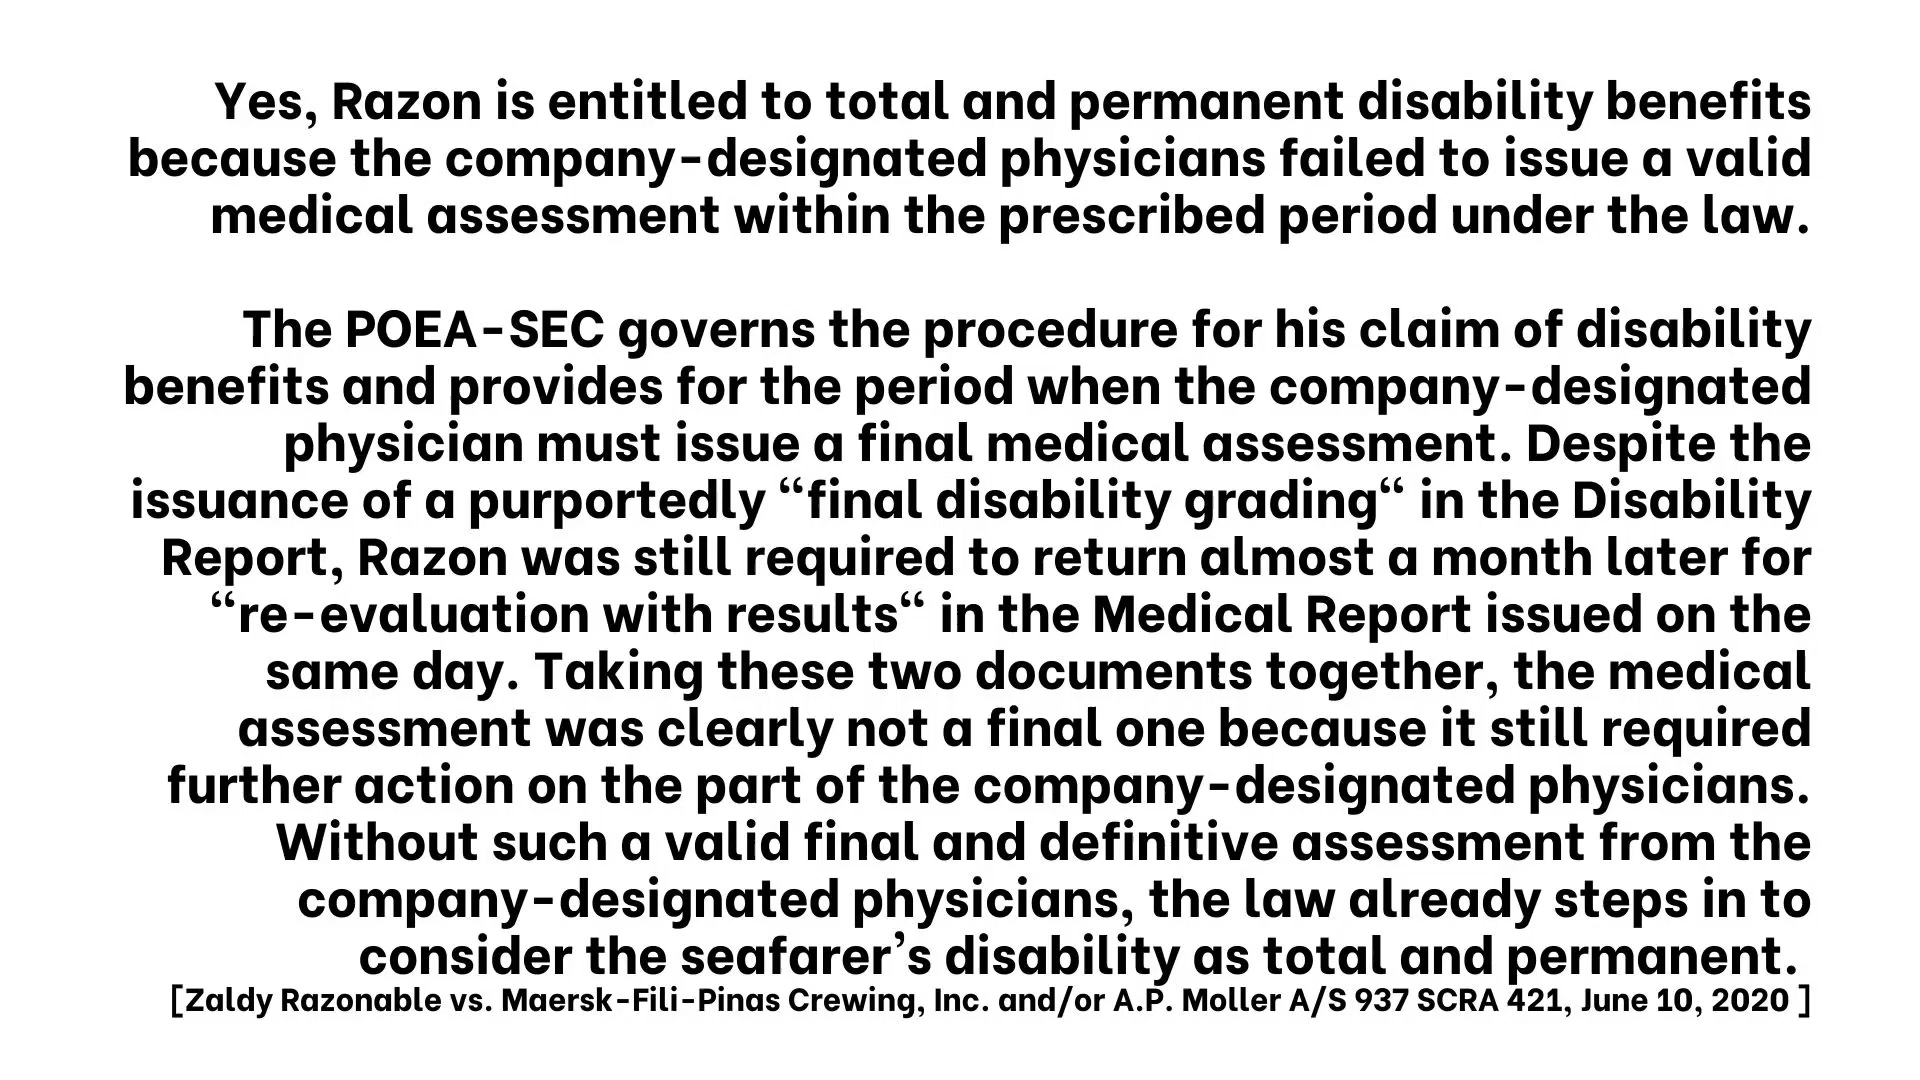 Yes, Razon is entitled to total and permanent disability benefits
because the company-designated physicians failed to issue a valid
medical assessment within the prescribed period under the law.
The POEA-SEC governs the procedure for his claim of disability
benefits and provides for the period when the company-designated
physician must issue a final medical assessment. Despite the
issuance of a purportedly “final disability grading“ in the Disability
Report, Razon was still required to return almost a month later for
“re-evaluation with results“ in the Medical Report issued on the
same day. Taking these two documents together, the medical
assessment was clearly not a final one because it still required
further action on the part of the company-designated physicians.
Without such a valid final and definitive assessment from the
company-designated physicians, the law already steps in to
consider the seafarer’s disability as total and permanent.
[Zaldy Razonable vs. Maersk-Fili-Pinas Crewing, Inc. and/or A.P. Moller A/S 937 SCRA 421, June 10, 2020 ]